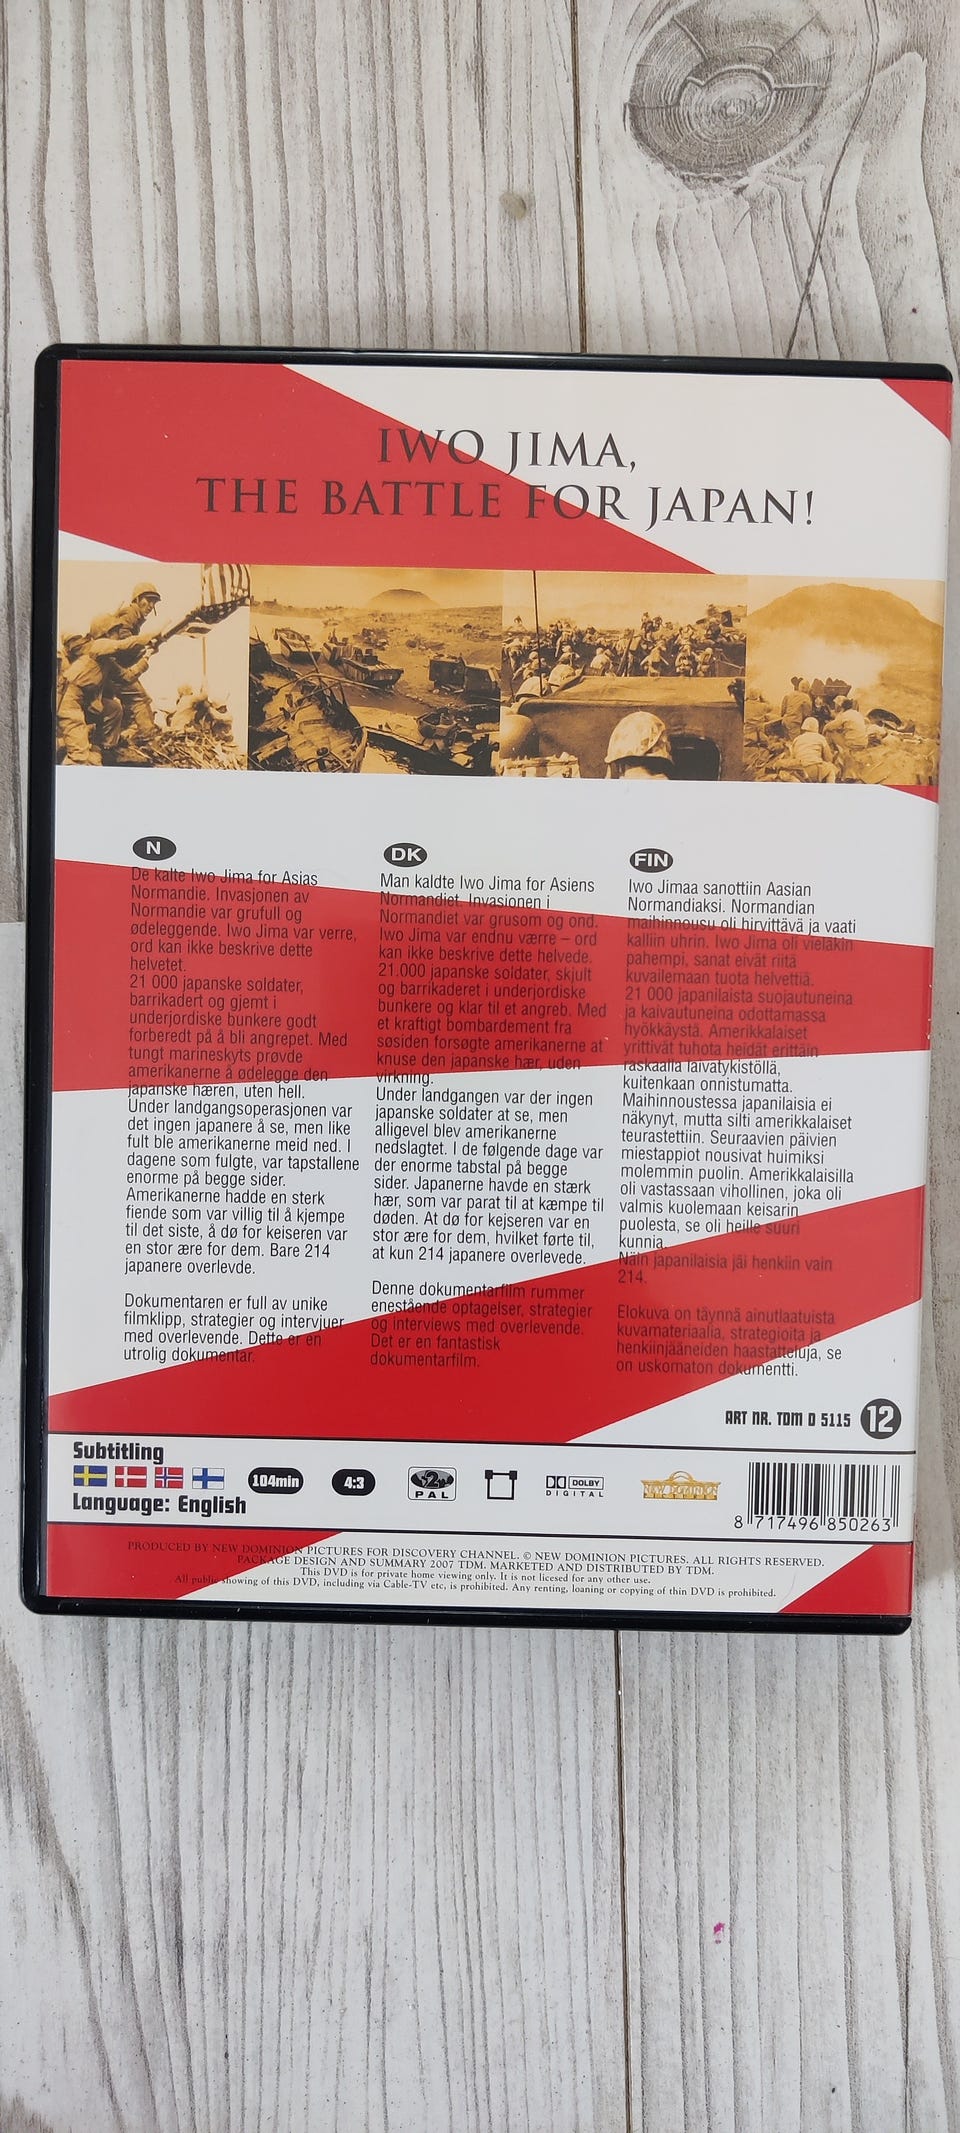 IWO JIMA,
THE BATTLE FOR JAPAN!
N
De kalte Iwo Jima for Asias
Normandie. Invasjonen av
Normandie var grufull og
ødeleggende. Iwo Jima var verre,
ord kan ikke beskrive dette
helvetet.
21 000 japanske soldater,
barrikadert og gjemt i
underjordiske bunkere godt
forberedt på å bli angrepet. Med
tungt marineskyts prøvde
amerikanerne å ødelegge den
japanske hæren, uten hell.
Under landgangsoperasjonen var
det ingen japanere å se, men like
fult ble amerikanerne meid ned. I
dagene som fulgte, var tapstallene
enorme på begge sider.
Amerikanerne hadde en sterk
fiende som var villig til å kjempe
til det siste, å dø for keiseren var
en stor ære for dem. Bare 214
japanere overlevde.
Dokumentaren er full av unike
filmklipp, strategier og intervjuer
med overlevende. Dette er en
utrolig dokumentar.
DK
Man kaldte Iwo Jima for Asiens
Normandiet. Invasionen i
Normandiet var grusom og ond.
Iwo Jima var endnu værre – ord
kan ikke beskrive dette helvede.
21.000 japanske soldater, skjult
og barrikaderet i underjordiske
bunkere og klar til et angreb. Med
et kraftigt bombardement fra
søsiden forsøgte amerikanerne at
knuse den japanske hær, uden
virkning.
Under landgangen var der ingen
japanske soldater at se, men
alligevel blev amerikanerne
nedslagtet. I de følgende dage var
der enorme tabstal på begge
sider. Japanerne havde en stærk
hær, som var parat til at kæmpe til
døden. At dø for kejseren var en
stor ære for dem, hvilket førte til,
at kun 214 japanere overlevede.
Denne dokumentarfilm rummer
enestående optagelser, strategier
og interviews med overlevende.
Det er en fantastisk
dokumentarfilm.
FIN
Iwo Jimaa sanottiin Aasian
Normandiaksi. Normandian
maihinnousu oli hirvittävä ja vaati
kalliin uhrin. Iwo Jima oli vieläkin
pahempi, sanat eivät riitä
kuvailemaan tuota helvettiä.
21 000 japanilaista suojautuneina
ja kaivautuneina odottamassa
hyökkäystä. Amerikkalaiset
yrittivät tuhota heidät erittäin
raskaalla laivatykistöllä,
kuitenkaan onnistumatta.
Maihinnoustessa japanilaisia ei
näkynyt, mutta silti amerikkalaiset
teurastettiin. Seuraavien päivien
miestappiot nousivat huimiksi
molemmin puolin. Amerikkalaisilla
oli vastassaan vihollinen, joka oli
valmis kuolemaan keisarin
puolesta, se oli heille suuri
kunnia.
Näin japanilaisia jäi henkiin vain
214.
Elokuva on täynnä ainutlaatuista
kuvamateriaalia, strategioita ja
henkiinjääneiden haastatteluja, se
on uskomaton dokumentti.
ART NR. TDM D 5115 12
Subtitling
104min 4:3 2 PAL DOLBY DIGITAL NEW DOMINION
Language: English
8 717496 850263
PRODUCED BY NEW DOMINION PICTURES FOR DISCOVERY CHANNEL. © NEW DOMINION PICTURES. ALL RIGHTS RESERVED.
PACKAGE DESIGN AND SUMMARY 2007 TDM. MARKETED AND DISTRIBUTED BY TDM.
This DVD is for private home viewing only. It is not licesed for any other use.
All public showing of this DVD, including via Cable-TV etc, is prohibited. Any renting, loaning or copying of thin DVD is prohibited.